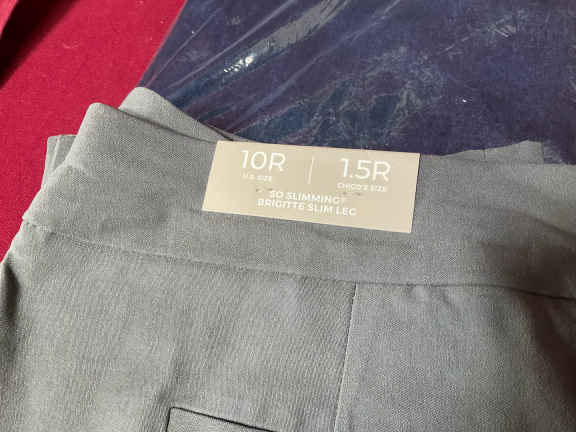 10R 1.5R
U.S. SIZE CHICO'S SIZE
SO SLIMMING®
BRIGITTE SLIM LEG